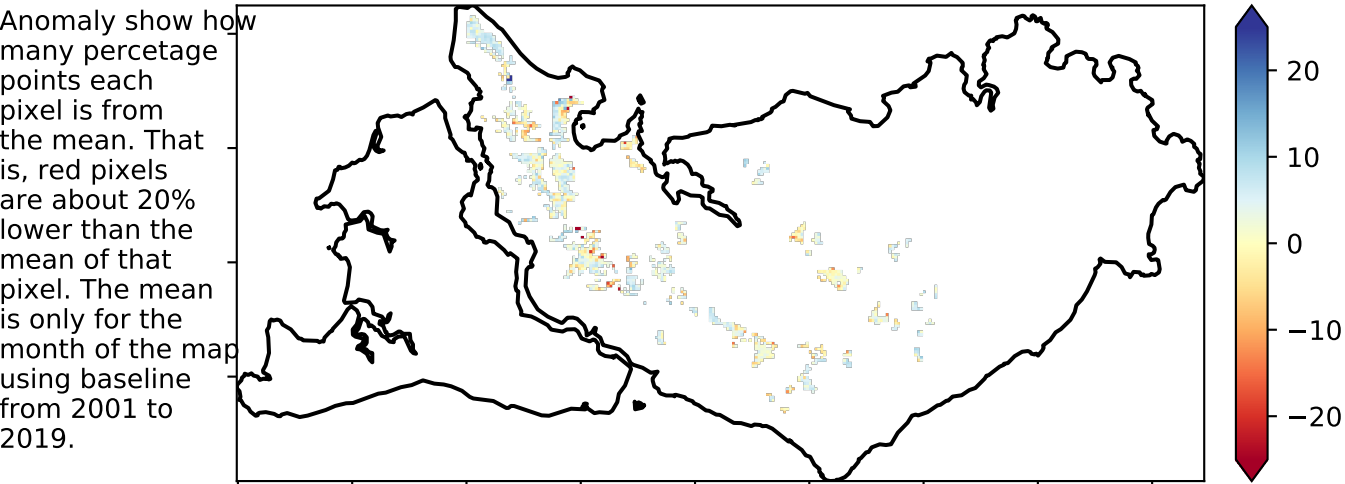 Anomaly show how
many percetage
points each
pixel is from
the mean. That
is, red pixels
are about 20%
lower than the
mean of that
pixel. The mean
is only for the
month of the map
using baseline
from 2001 to
2019.
20
10
0
−10
−20